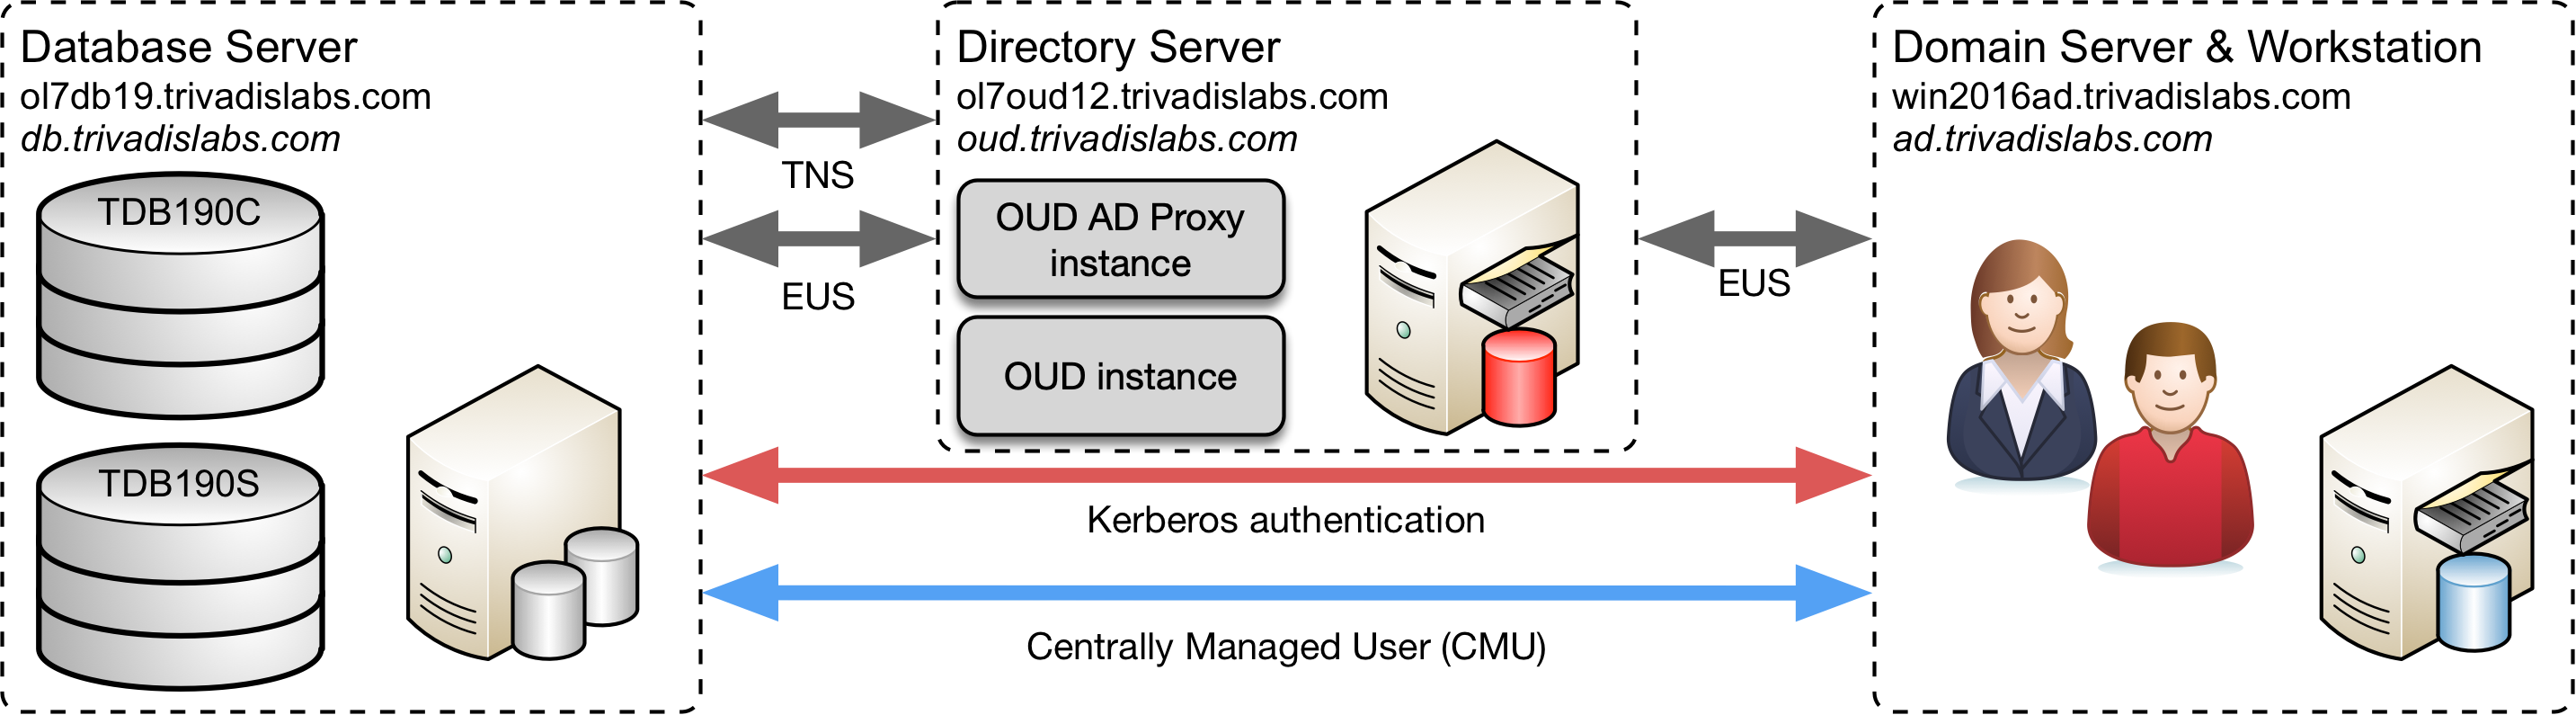 Database Server
ol7db19.trivadislabs.com
db.trivadislabs.com
TDB190C
TDB190S
TNS
EUS
Directory Server
ol7oud12.trivadislabs.com
oud.trivadislabs.com
OUD AD Proxy
instance
OUD instance
EUS
Kerberos authentication
Centrally Managed User (CMU)
Domain Server & Workstation
win2016ad.trivadislabs.com
ad.trivadislabs.com